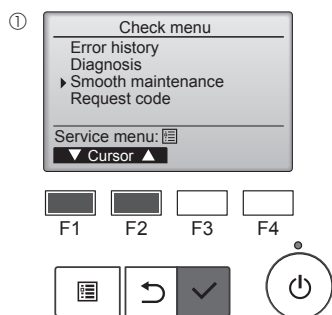 ①
Check menu
Error history
Diagnosis
Smooth maintenance
Request code
Service menu:
Cursor
F1 F2 F3 F4